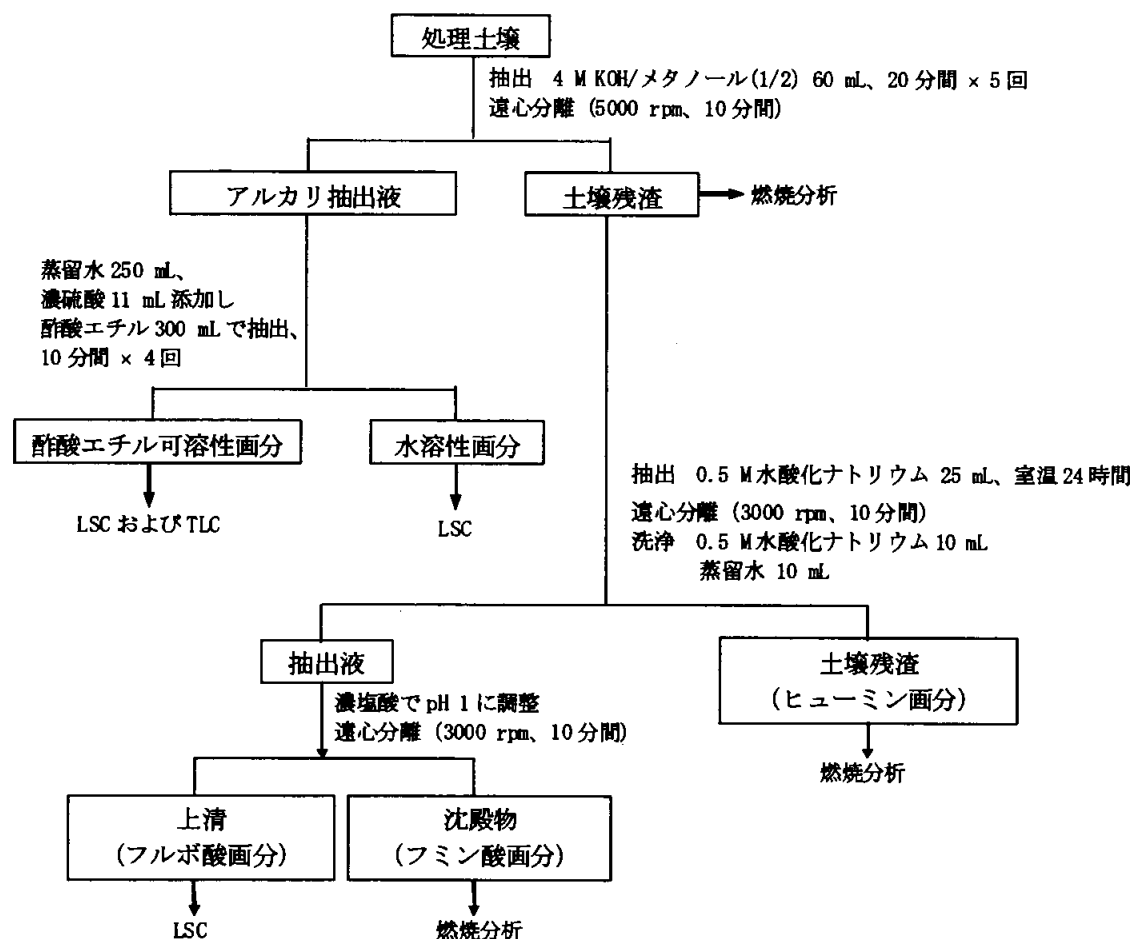 処理土壌
抽出 4 M KOH/メタノール(1/2) 60 mL、20 分間 × 5 回
遠心分離 (5000 rpm、10 分間)
アルカリ抽出液
土壌残渣
燃焼分析
蒸留水 250 mL、
濃硫酸 11 mL 添加し
酢酸エチル 300 mL で抽出、
10 分間 × 4 回
酢酸エチル可溶性画分
水溶性画分
LSC および TLC
LSC
抽出 0.5 M 水酸化ナトリウム 25 mL、室温 24 時間
遠心分離 (3000 rpm、10 分間)
洗浄 0.5 M 水酸化ナトリウム 10 mL
蒸留水 10 mL
抽出液
土壌残渣
(ヒューミン画分)
濃塩酸で pH 1 に調整
遠心分離 (3000 rpm、10 分間)
燃焼分析
上清
(フルボ酸画分)
沈殿物
(フミン酸画分)
LSC
燃焼分析